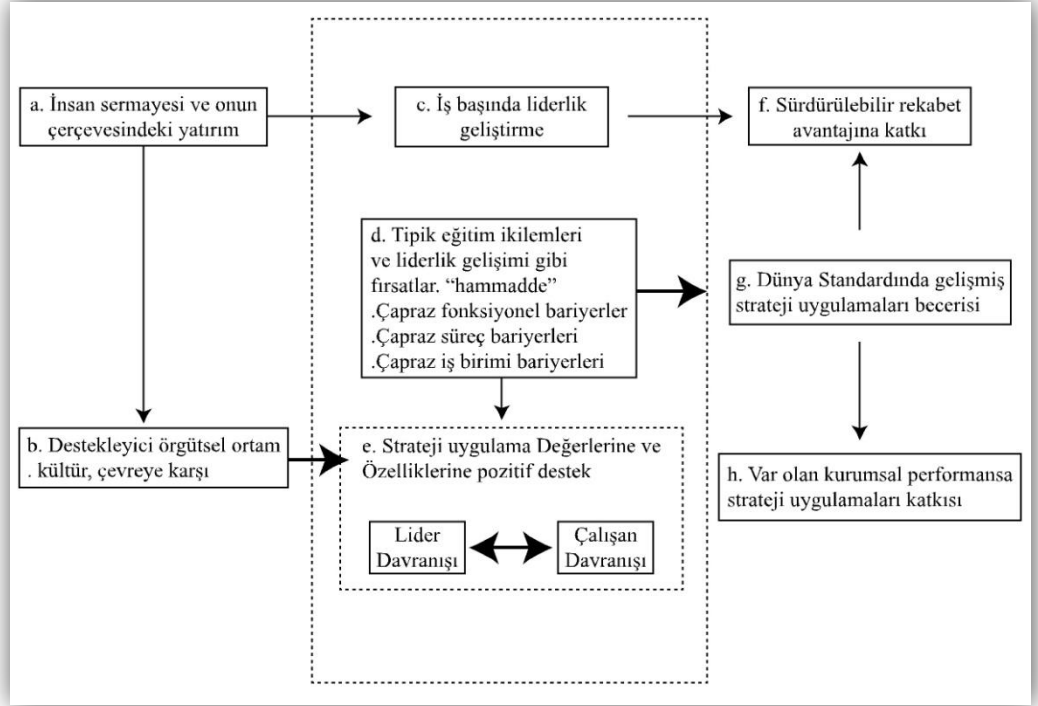 a. İnsan sermayesi ve onun
çerçevesindeki yatırım
c. İş başında liderlik
geliştirme
f. Sürdürülebilir rekabet
avantajına katkı
d. Tipik eğitim ikilemleri
ve liderlik gelişimi gibi
fırsatlar. “hammadde”
.Çapraz fonksiyonel bariyerler
.Çapraz süreç bariyerleri
.Çapraz iş birimi bariyerleri
g. Dünya Standardında gelişmiş
strateji uygulamaları becerisi
b. Destekleyici örgütsel ortam
. kültür, çevreye karşı
e. Strateji uygulama Değerlerine ve
Özelliklerine pozitif destek
Lider
Davranışı
Çalışan
Davranışı
h. Var olan kurumsal performansa
strateji uygulamaları katkısı